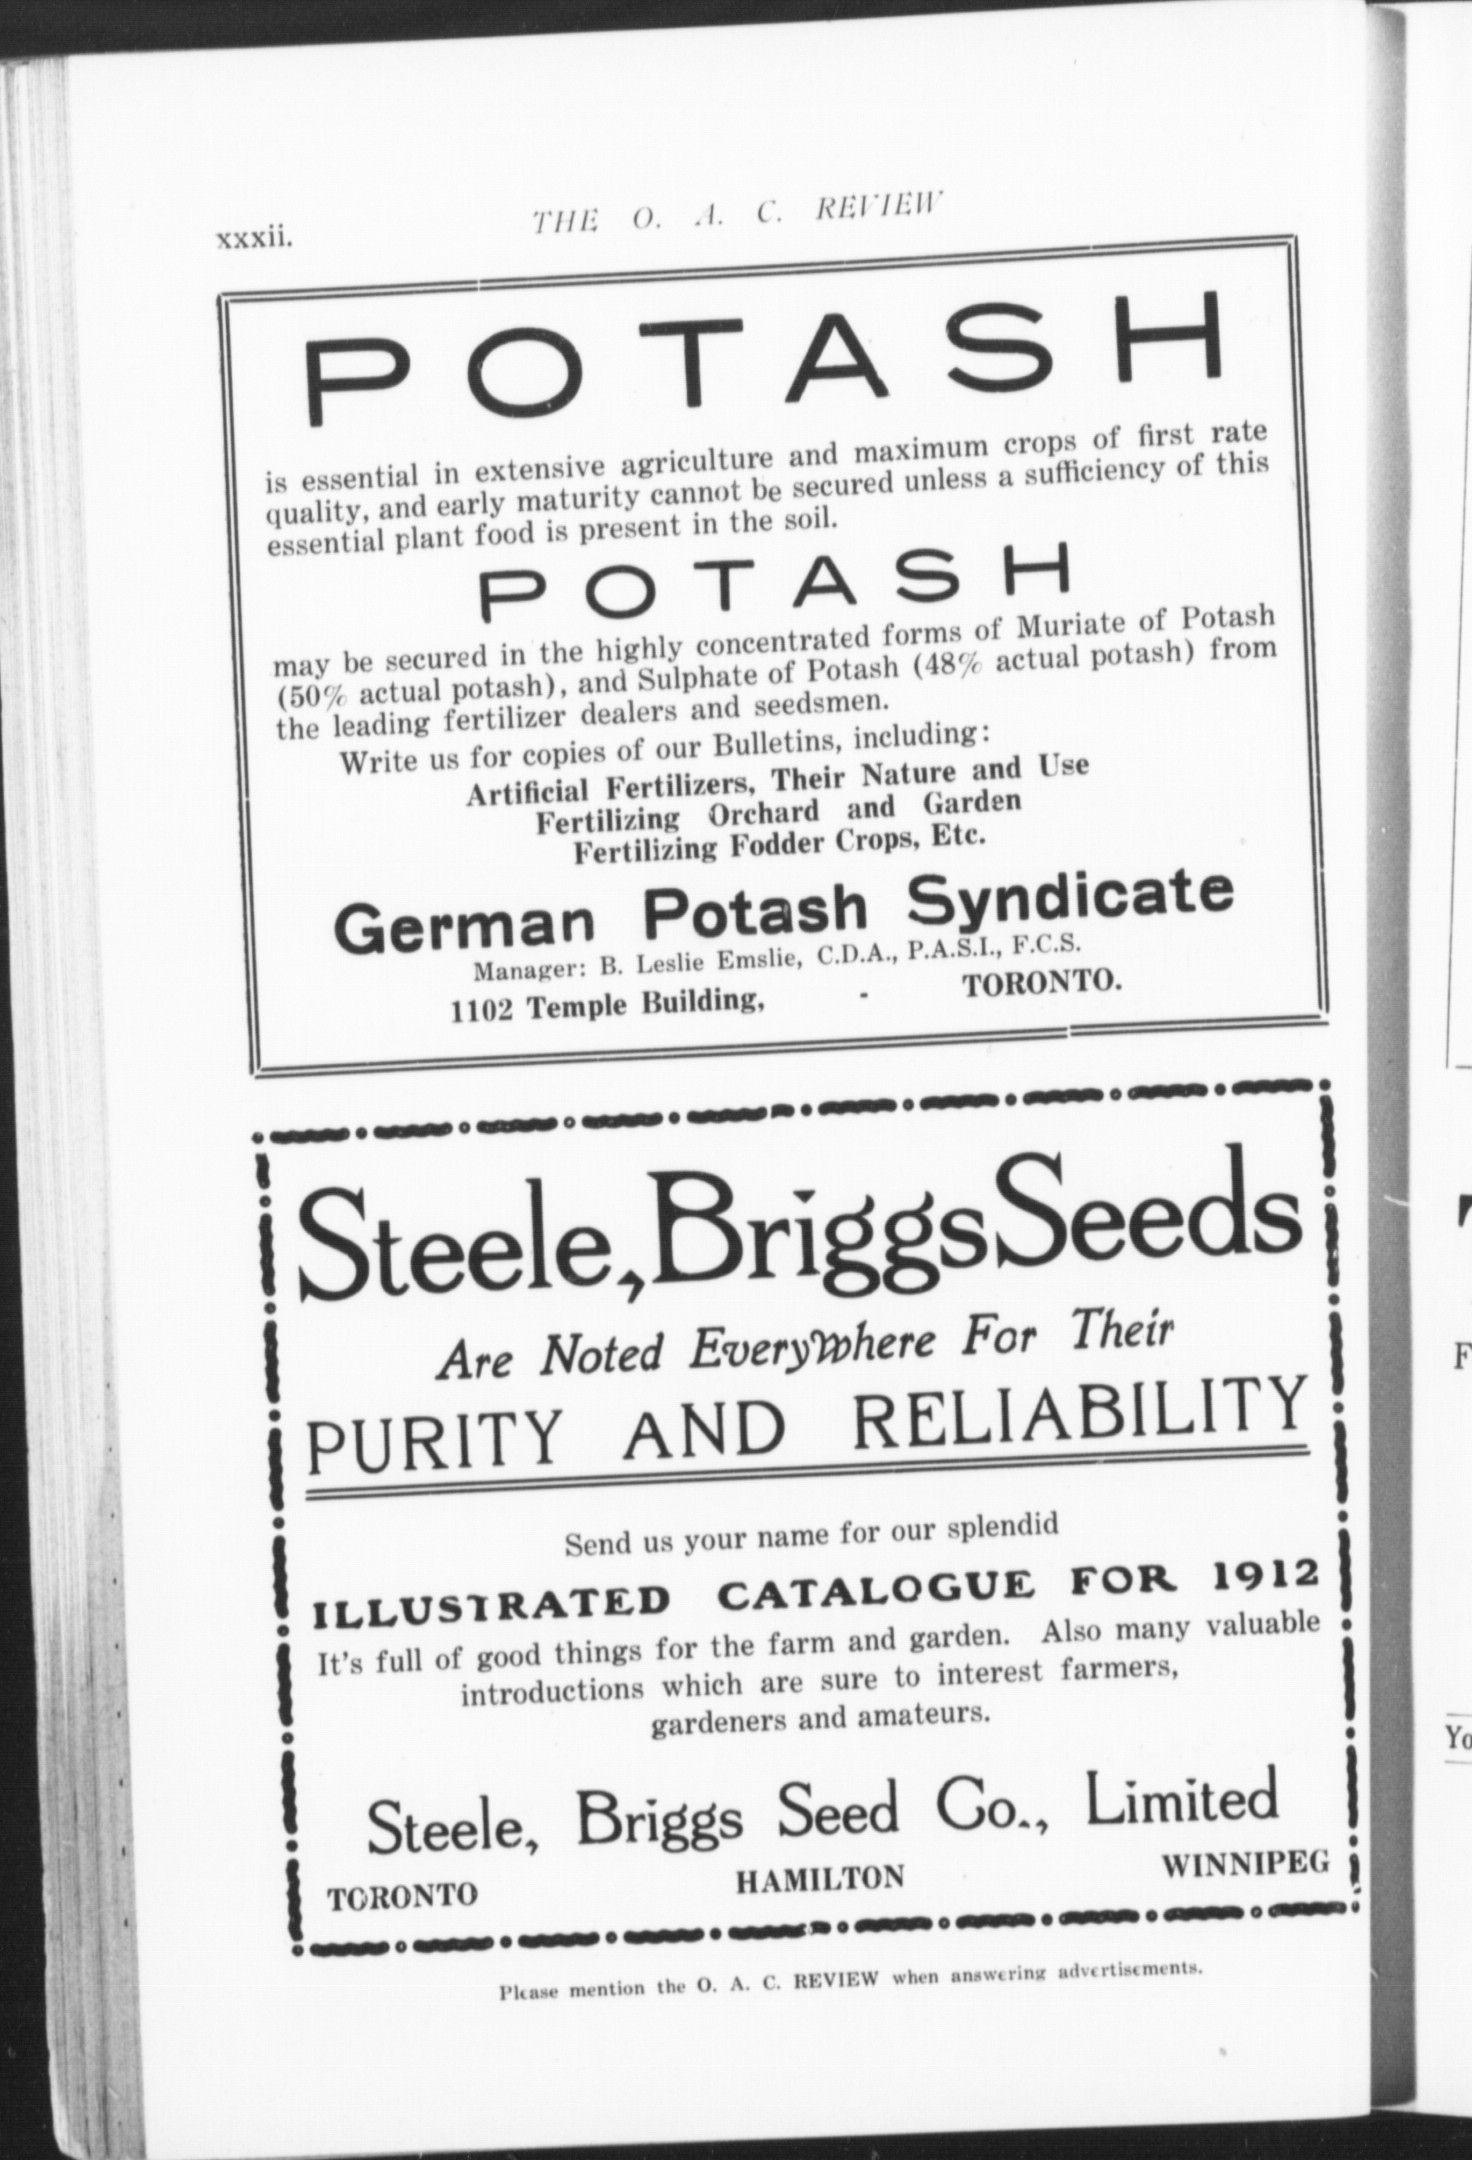 xxxii. THE O. A. C. REVIEW
POTASH
is essential in extensive agriculture and maximum crops of first rate
quality, and early maturity cannot be secured unless a sufficiency of this
essential plant food is present in the soil.
POTASH
may be secured in the highly concentrated forms of Muriate of Potash
(50% actual potash), and Sulphate of Potash (48% actual potash) from
the leading fertilizer dealers and seedsmen.
Write us for copies of our Bulletins, including:
Artificial Fertilizers, Their Nature and Use
Fertilizing Orchard and Garden
Fertilizing Fodder Crops, Etc.
German Potash Syndicate
Manager: B. Leslie Emslie, C.D.A., P.A.S.I., F.C.S.
1102 Temple Building, - TORONTO.
Steele, Briggs Seeds
Are Noted Everywhere For Their
PURITY AND RELIABILITY
Send us your name for our splendid
ILLUSTRATED CATALOGUE FOR 1912
It's full of good things for the farm and garden. Also many valuable
introductions which are sure to interest farmers,
gardeners and amateurs.
Steele, Briggs Seed Co., Limited
TORONTO HAMILTON WINNIPEG
Please mention the O. A. C. REVIEW when answering advertisements.